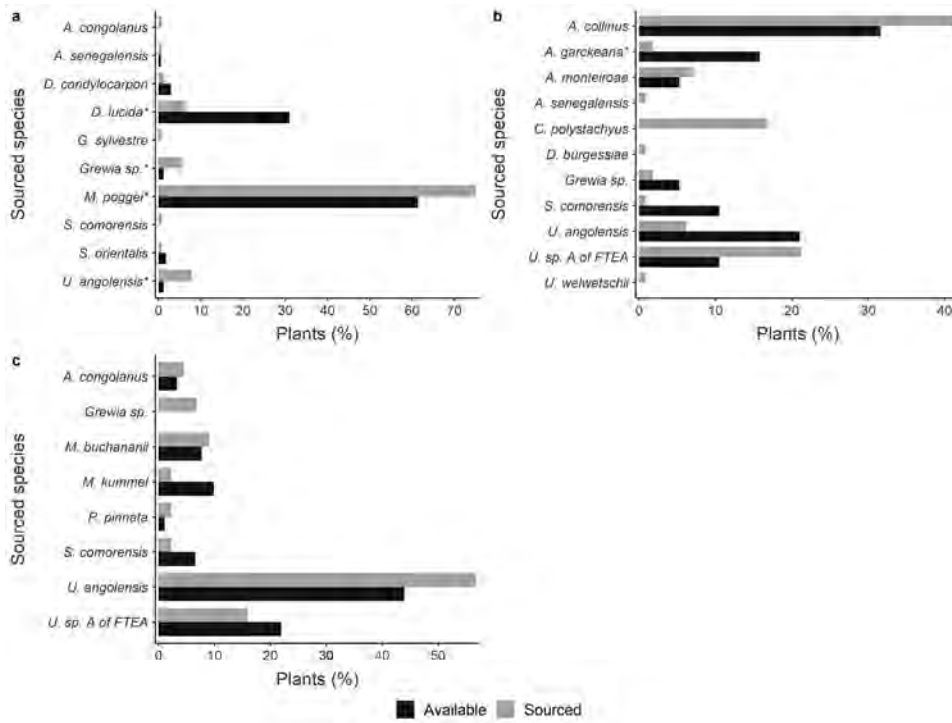 a
Sourced species
A. congolanus
A. senegalensis
D. condylocarpon
D. lucida*
G. sylvestre
Grewia sp.*
M. poggei*
S. comorensis
S. orientalis
U. angolensis*
0 10 20 30 40 50 60 70
Plants (%)
b
Sourced species
A. collinus
A. garckeana*
A. monteiroae
A. senegalensis
C. polystachyus
D. burgessiae
Grewia sp.
S. comorensis
U. angolensis
U. sp. A of FTEA
U. welwetschii
0 10 20 30 40
Plants (%)
c
Sourced species
A. congolanus
Grewia sp.
M. buchananii
M. kummel
P. pinnata
S. comorensis
U. angolensis
U. sp. A of FTEA
0 10 20 30 40 50
Plants (%)
Available Sourced